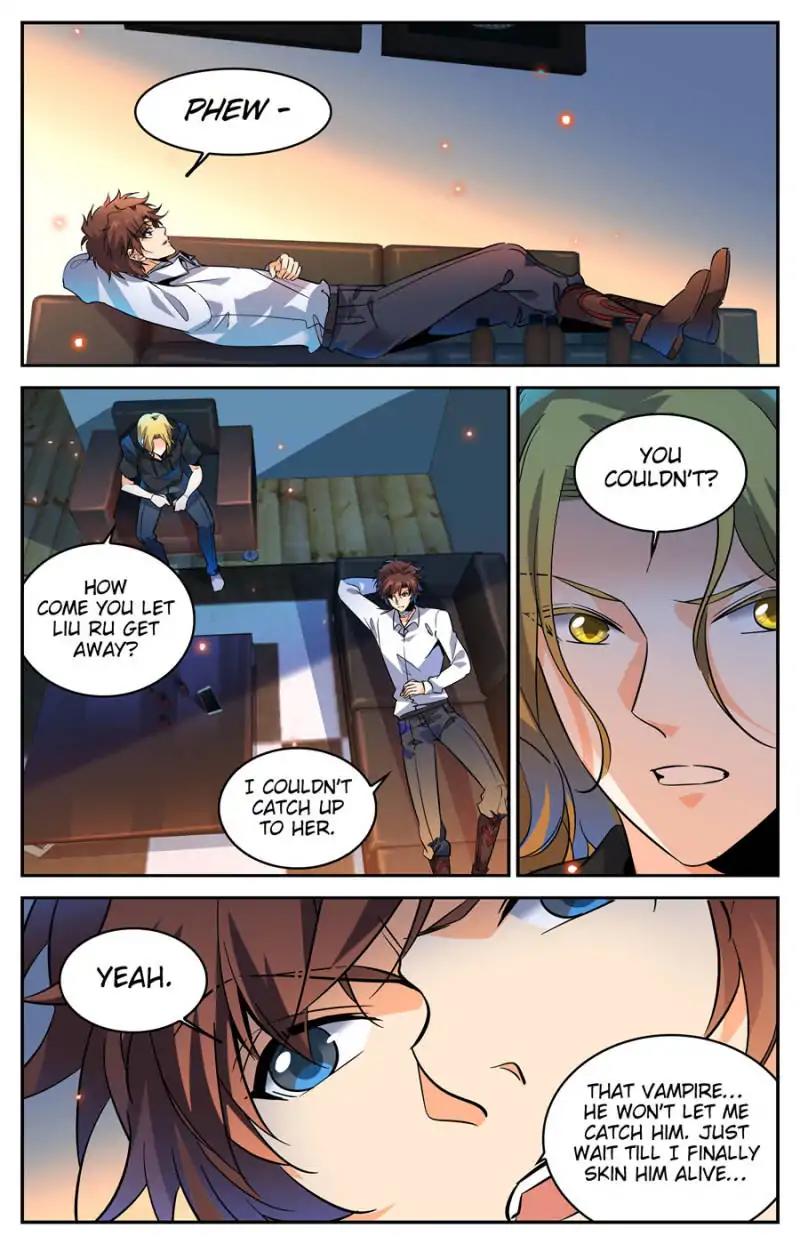 PHEW -
HOW
COME YOU LET
LIU RU GET
AWAY?
I COULDN'T
CATCH UP
TO HER.
YOU
COULDN'T?
YEAH.
THAT VAMPIRE...
HE WON'T LET ME
CATCH HIM. JUST
WAIT TILL I FINALLY
SKIN HIM ALIVE...